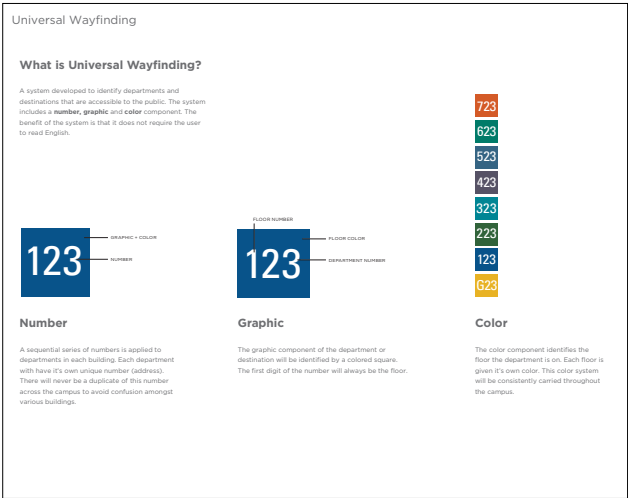 Universal Wayfinding
What is Universal Wayfinding?
A system developed to identify departments and
destinations that are accessible to the public. The system
includes a number, graphic and color component. The
benefit of the system is that it does not require the user
to read English.
123
GRAPHIC + COLOR
NUMBER
Number
A sequential series of numbers is applied to
departments in each building. Each department
with have it's own unique number (address).
There will never be a duplicate of this number
across the campus to avoid confusion amongst
various buildings.
FLOOR NUMBER
123
FLOOR COLOR
DEPARTMENT NUMBER
Graphic
The graphic component of the department or
destination will be identified by a colored square.
The first digit of the number will always be the floor.
723
623
523
423
323
223
123
G23
Color
The color component identifies the
floor the department is on. Each floor is
given it's own color. This color system
will be consistently carried throughout
the campus.